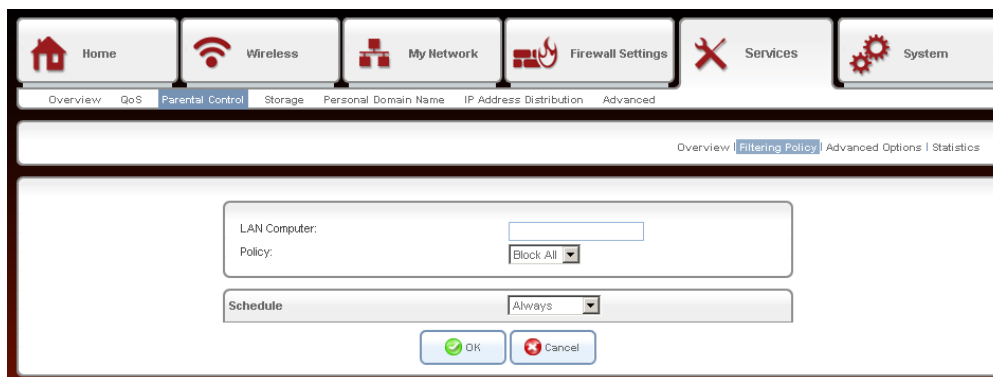 Home Wireless My Network Firewall Settings Services System
Overview QoS Parental Control Storage Personal Domain Name IP Address Distribution Advanced
Overview | Filtering Policy | Advanced Options | Statistics
LAN Computer:
Policy: Block All
Schedule Always
OK Cancel